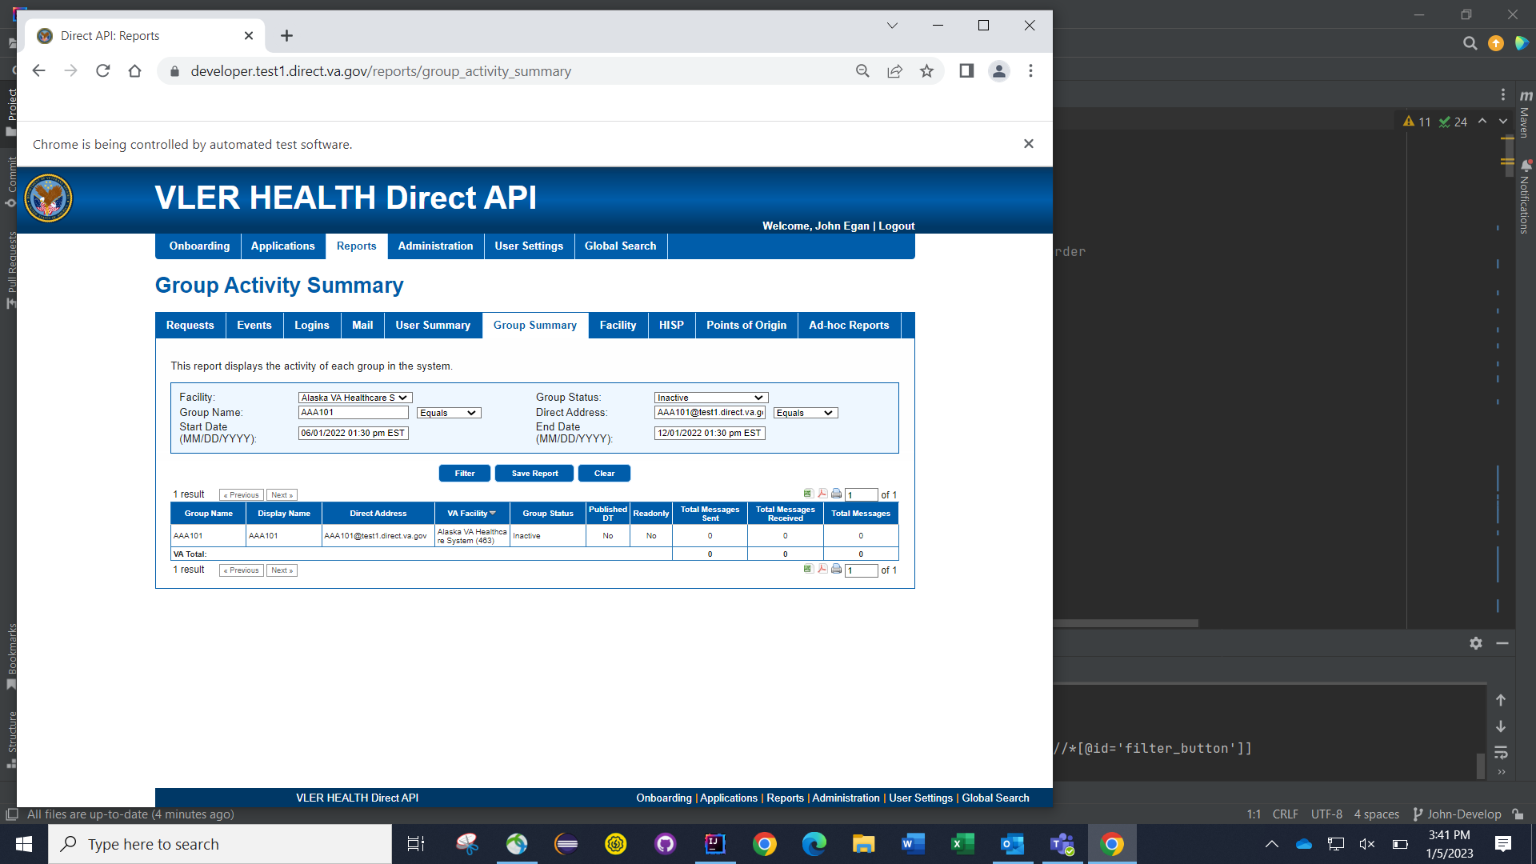 Direct API: Reports
developer.test1.direct.va.gov/reports/group_activity_summary
Chrome is being controlled by automated test software.
VLER HEALTH Direct API
Welcome, John Egan | Logout
Onboarding Applications Reports Administration User Settings Global Search
Group Activity Summary
Requests Events Logins Mail User Summary Group Summary Facility HISP Points of Origin Ad-hoc Reports
This report displays the activity of each group in the system.
Facility: Alaska VA Healthcare S Group Status: Inactive
Group Name: AAA101 Equals Direct Address: AAA101@test1.direct.va.g Equals
Start Date (MM/DD/YYYY): 06/01/2022 01:30 pm EST End Date (MM/DD/YYYY): 12/01/2022 01:30 pm EST
Filter Save Report Clear
1 result « Previous Next » 1 of 1
Group Name Display Name Direct Address VA Facility Group Status Published DT Readonly Total Messages Sent Total Messages Received Total Messages
AAA101 AAA101 AAA101@test1.direct.va.gov Alaska VA Healthcare System (463) Inactive No No 0 0 0
VA Total: 0 0 0
1 result « Previous Next » 1 of 1
VLER HEALTH Direct API Onboarding | Applications | Reports | Administration | User Settings | Global Search
Project
Commit
Pull Requests
Bookmarks
Structure
11 24
m
Maven
Notifications
rder
//*[@id='filter_button']]
All files are up-to-date (4 minutes ago) 1:1 CRLF UTF-8 4 spaces John-Develop
Type here to search
3:41 PM
1/5/2023